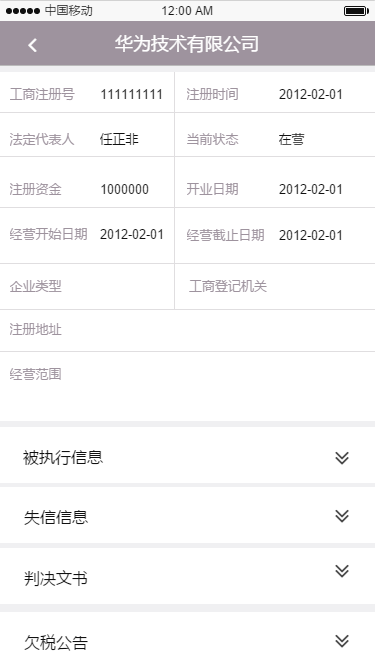 中国移动 12:00 AM
华为技术有限公司
工商注册号 111111111 注册时间 2012-02-01
法定代表人 任正非 当前状态 在营
注册资金 1000000 开业日期 2012-02-01
经营开始日期 2012-02-01 经营截止日期 2012-02-01
企业类型 工商登记机关
注册地址
经营范围
被执行信息
失信信息
判决文书
欠税公告